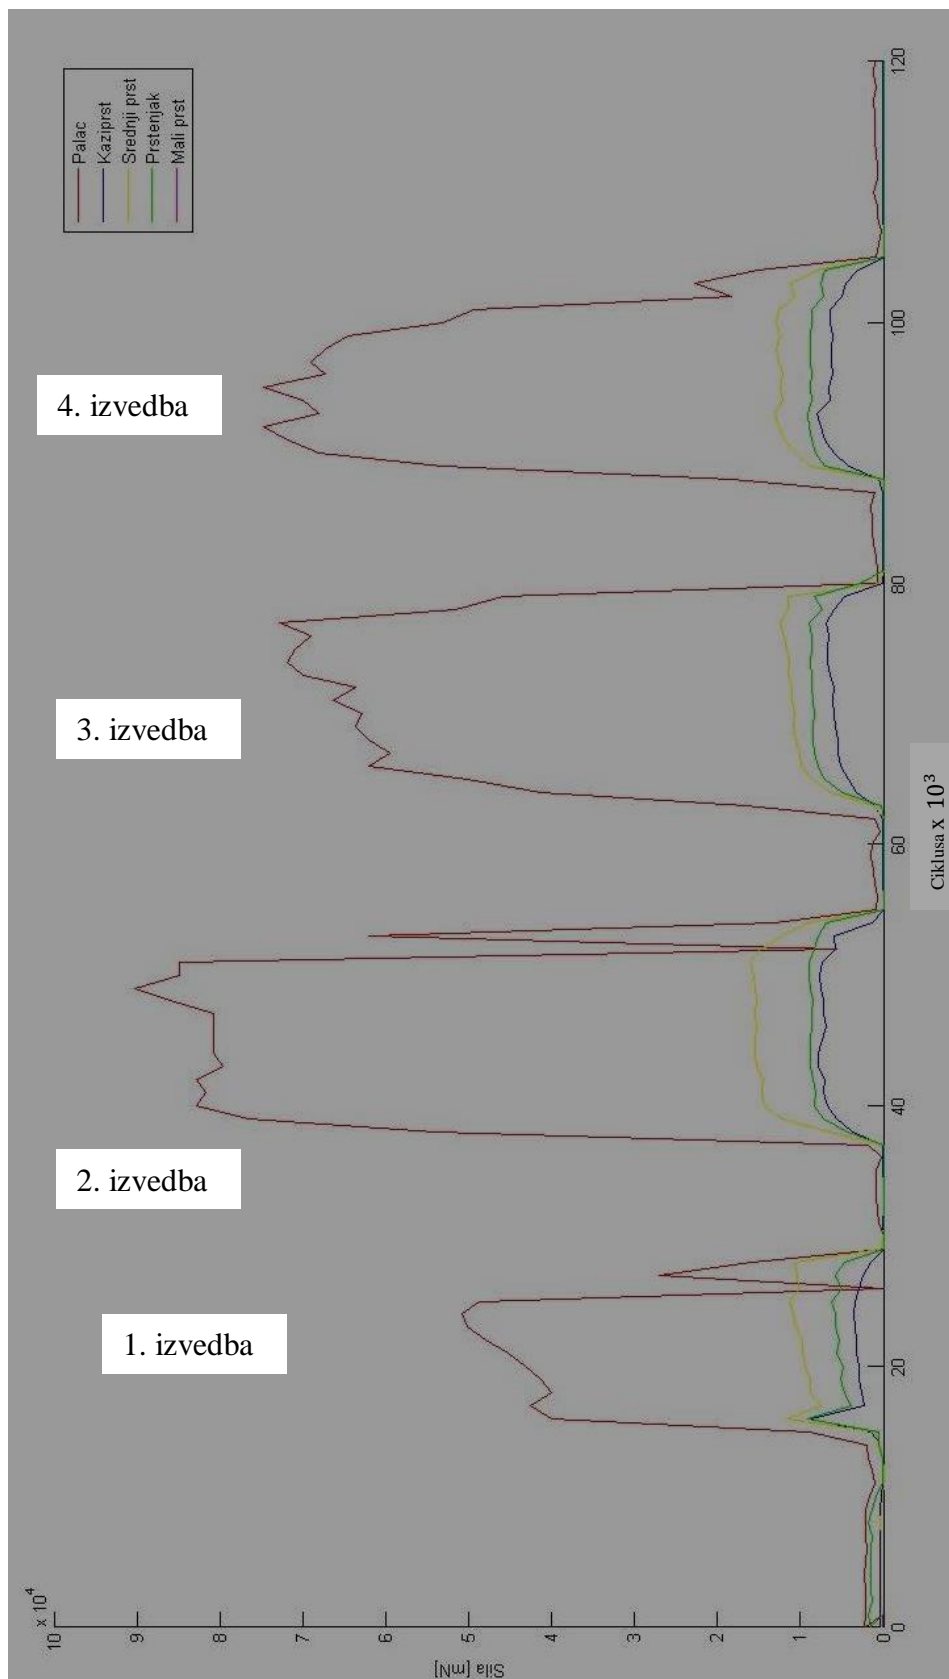 Sila [mN]
x 10⁴
10
9
8
7
6
5
4
3
2
1
0
1. izvedba
2. izvedba
3. izvedba
4. izvedba
Palac
Kaziprst
Srednji prst
Prstenjak
Mali prst
0
20
40
60
80
100
120
Ciklusa x 10³